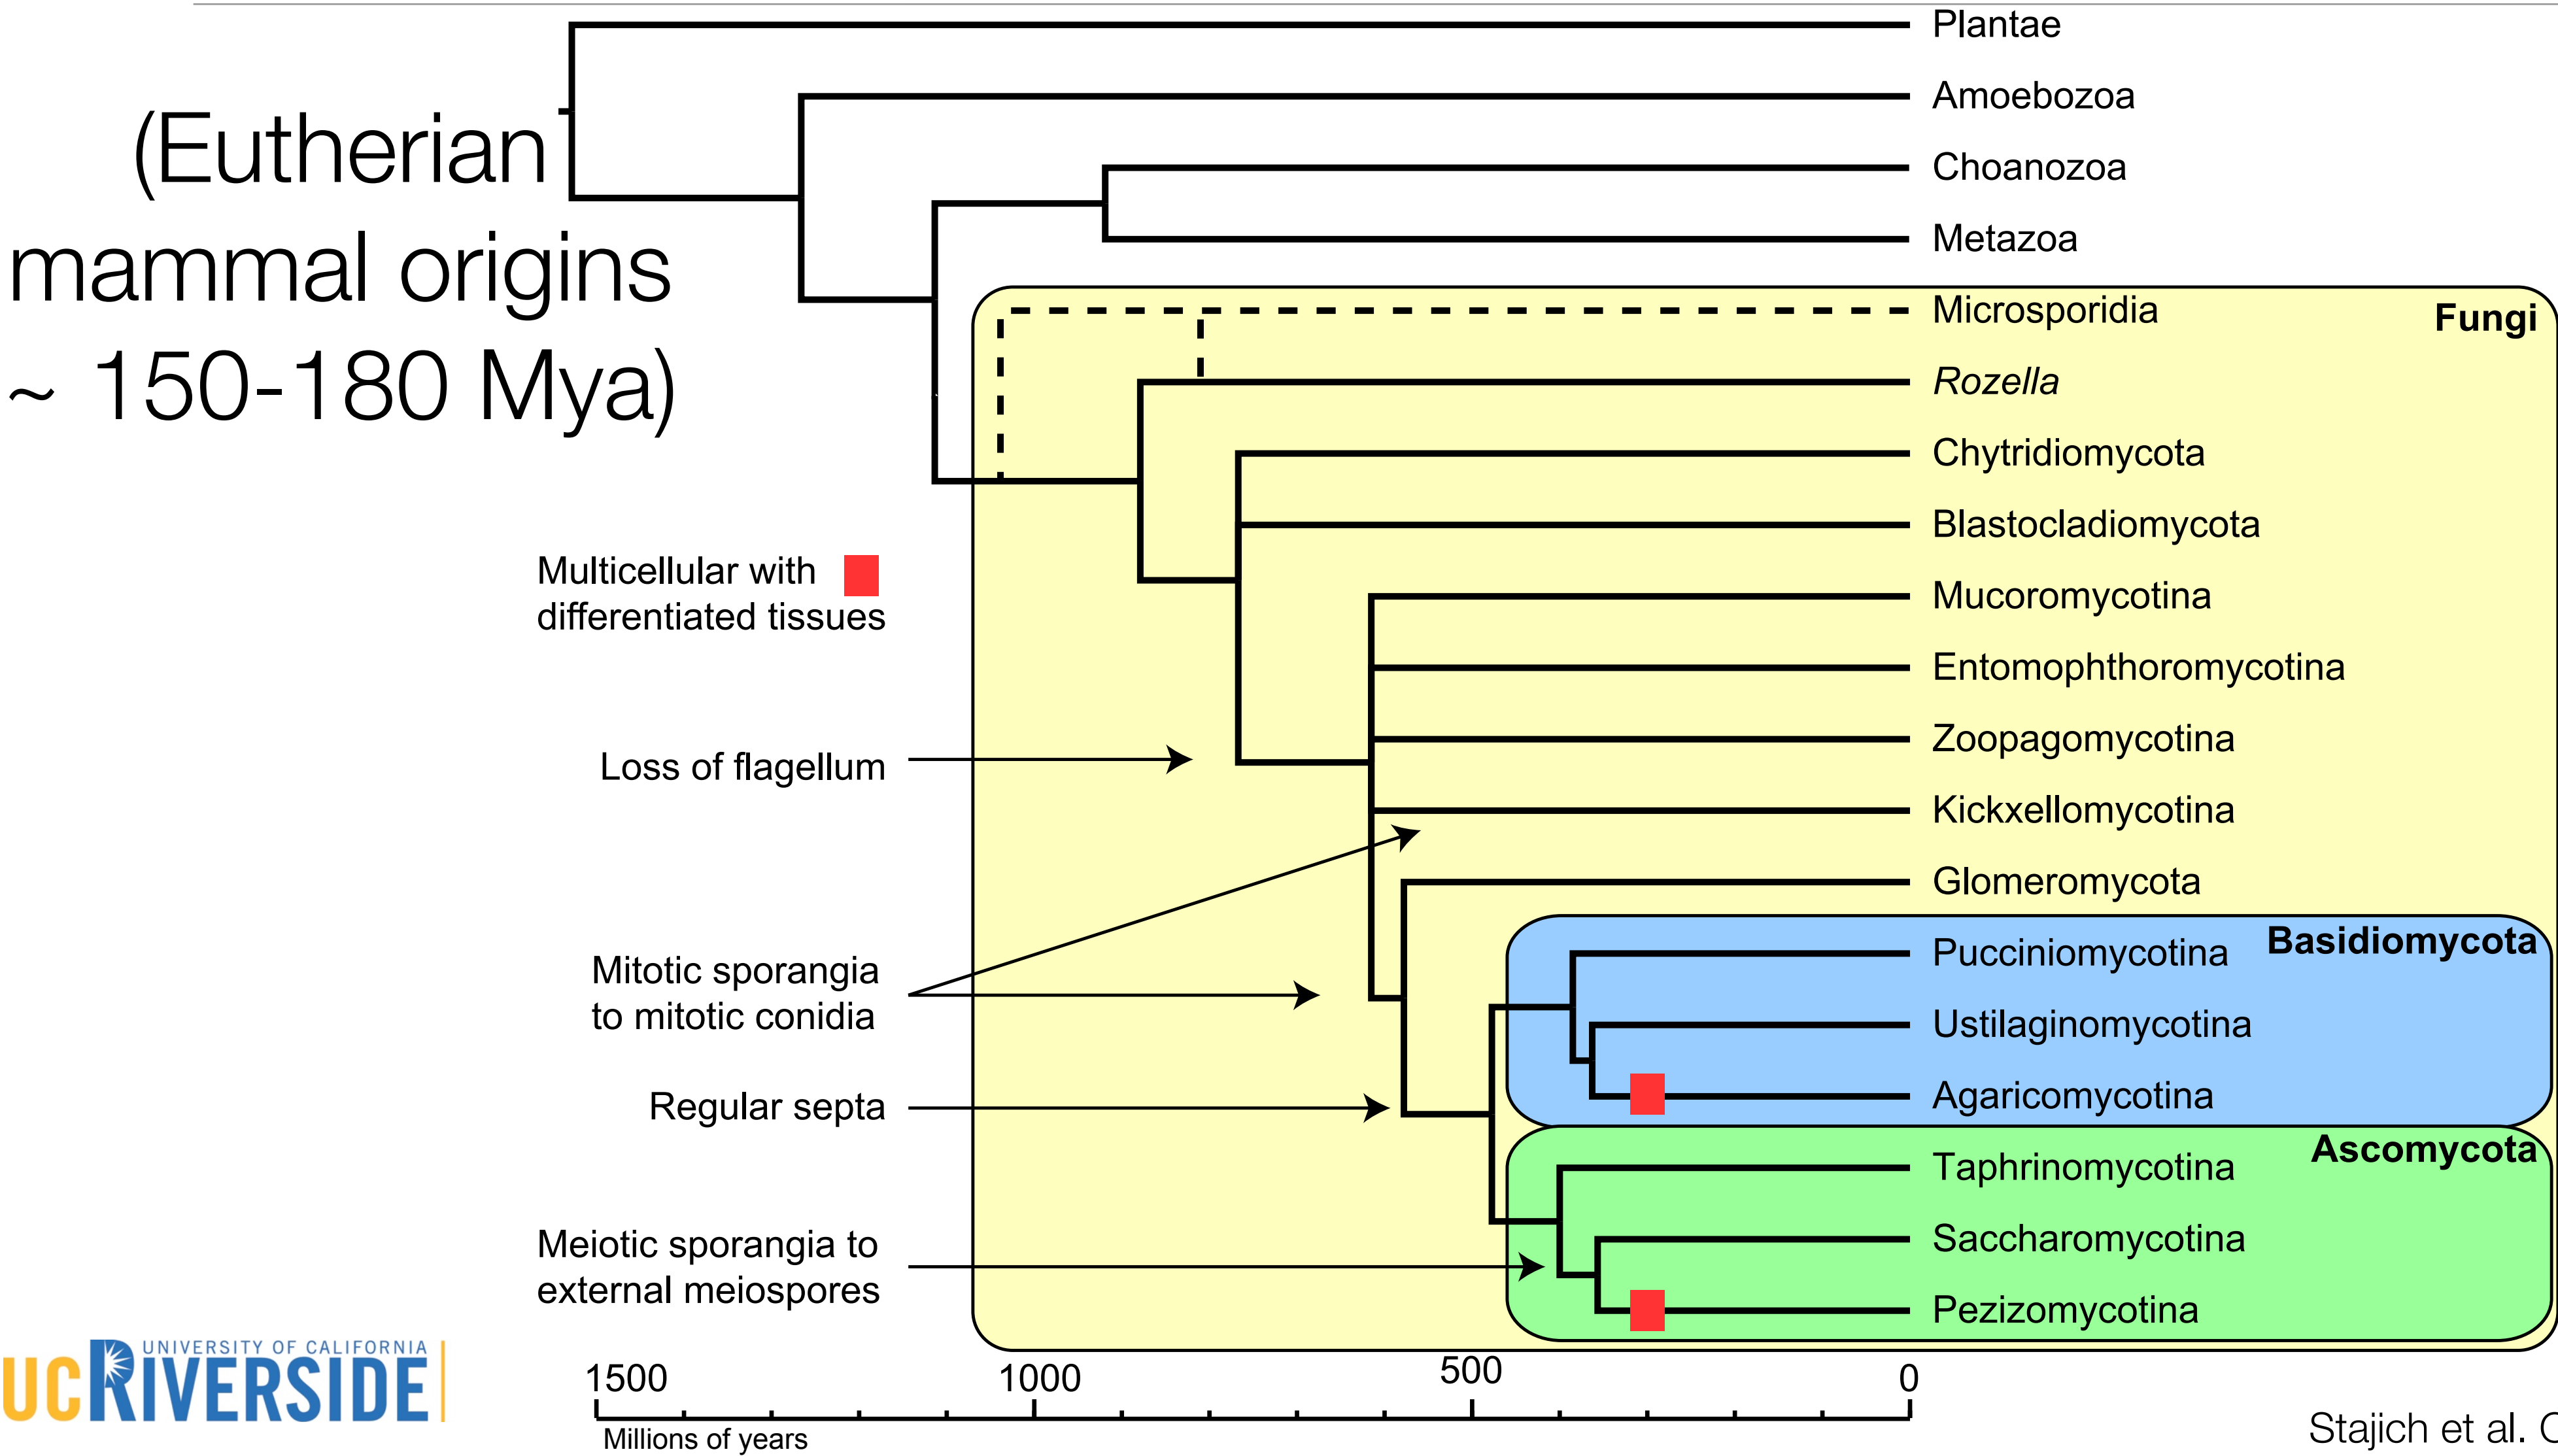 Plantae
Amoebozoa
(Eutherian
mammal origins
~ 150-180 Mya)
Choanozoa
Metazoa
Microsporidia
Fungi
Rozella
Chytridiomycota
Blastocladiomycota
Multicellular with
differentiated tissues
Mucoromycotina
Entomophthoromycotina
Loss of flagellum
Zoopagomycotina
Kickxellomycotina
Glomeromycota
Mitotic sporangia
to mitotic conidia
Pucciniomycotina
Basidiomycota
Ustilaginomycotina
Regular septa
Agaricomycotina
Ascomycota
Taphrinomycotina
Meiotic sporangia to
external meiospores
Saccharomycotina
Pezizomycotina
UNIVERSITY OF CALIFORNIA
UCRIVERSIDE
1500 1000 500 0
Millions of years
Stajich et al.